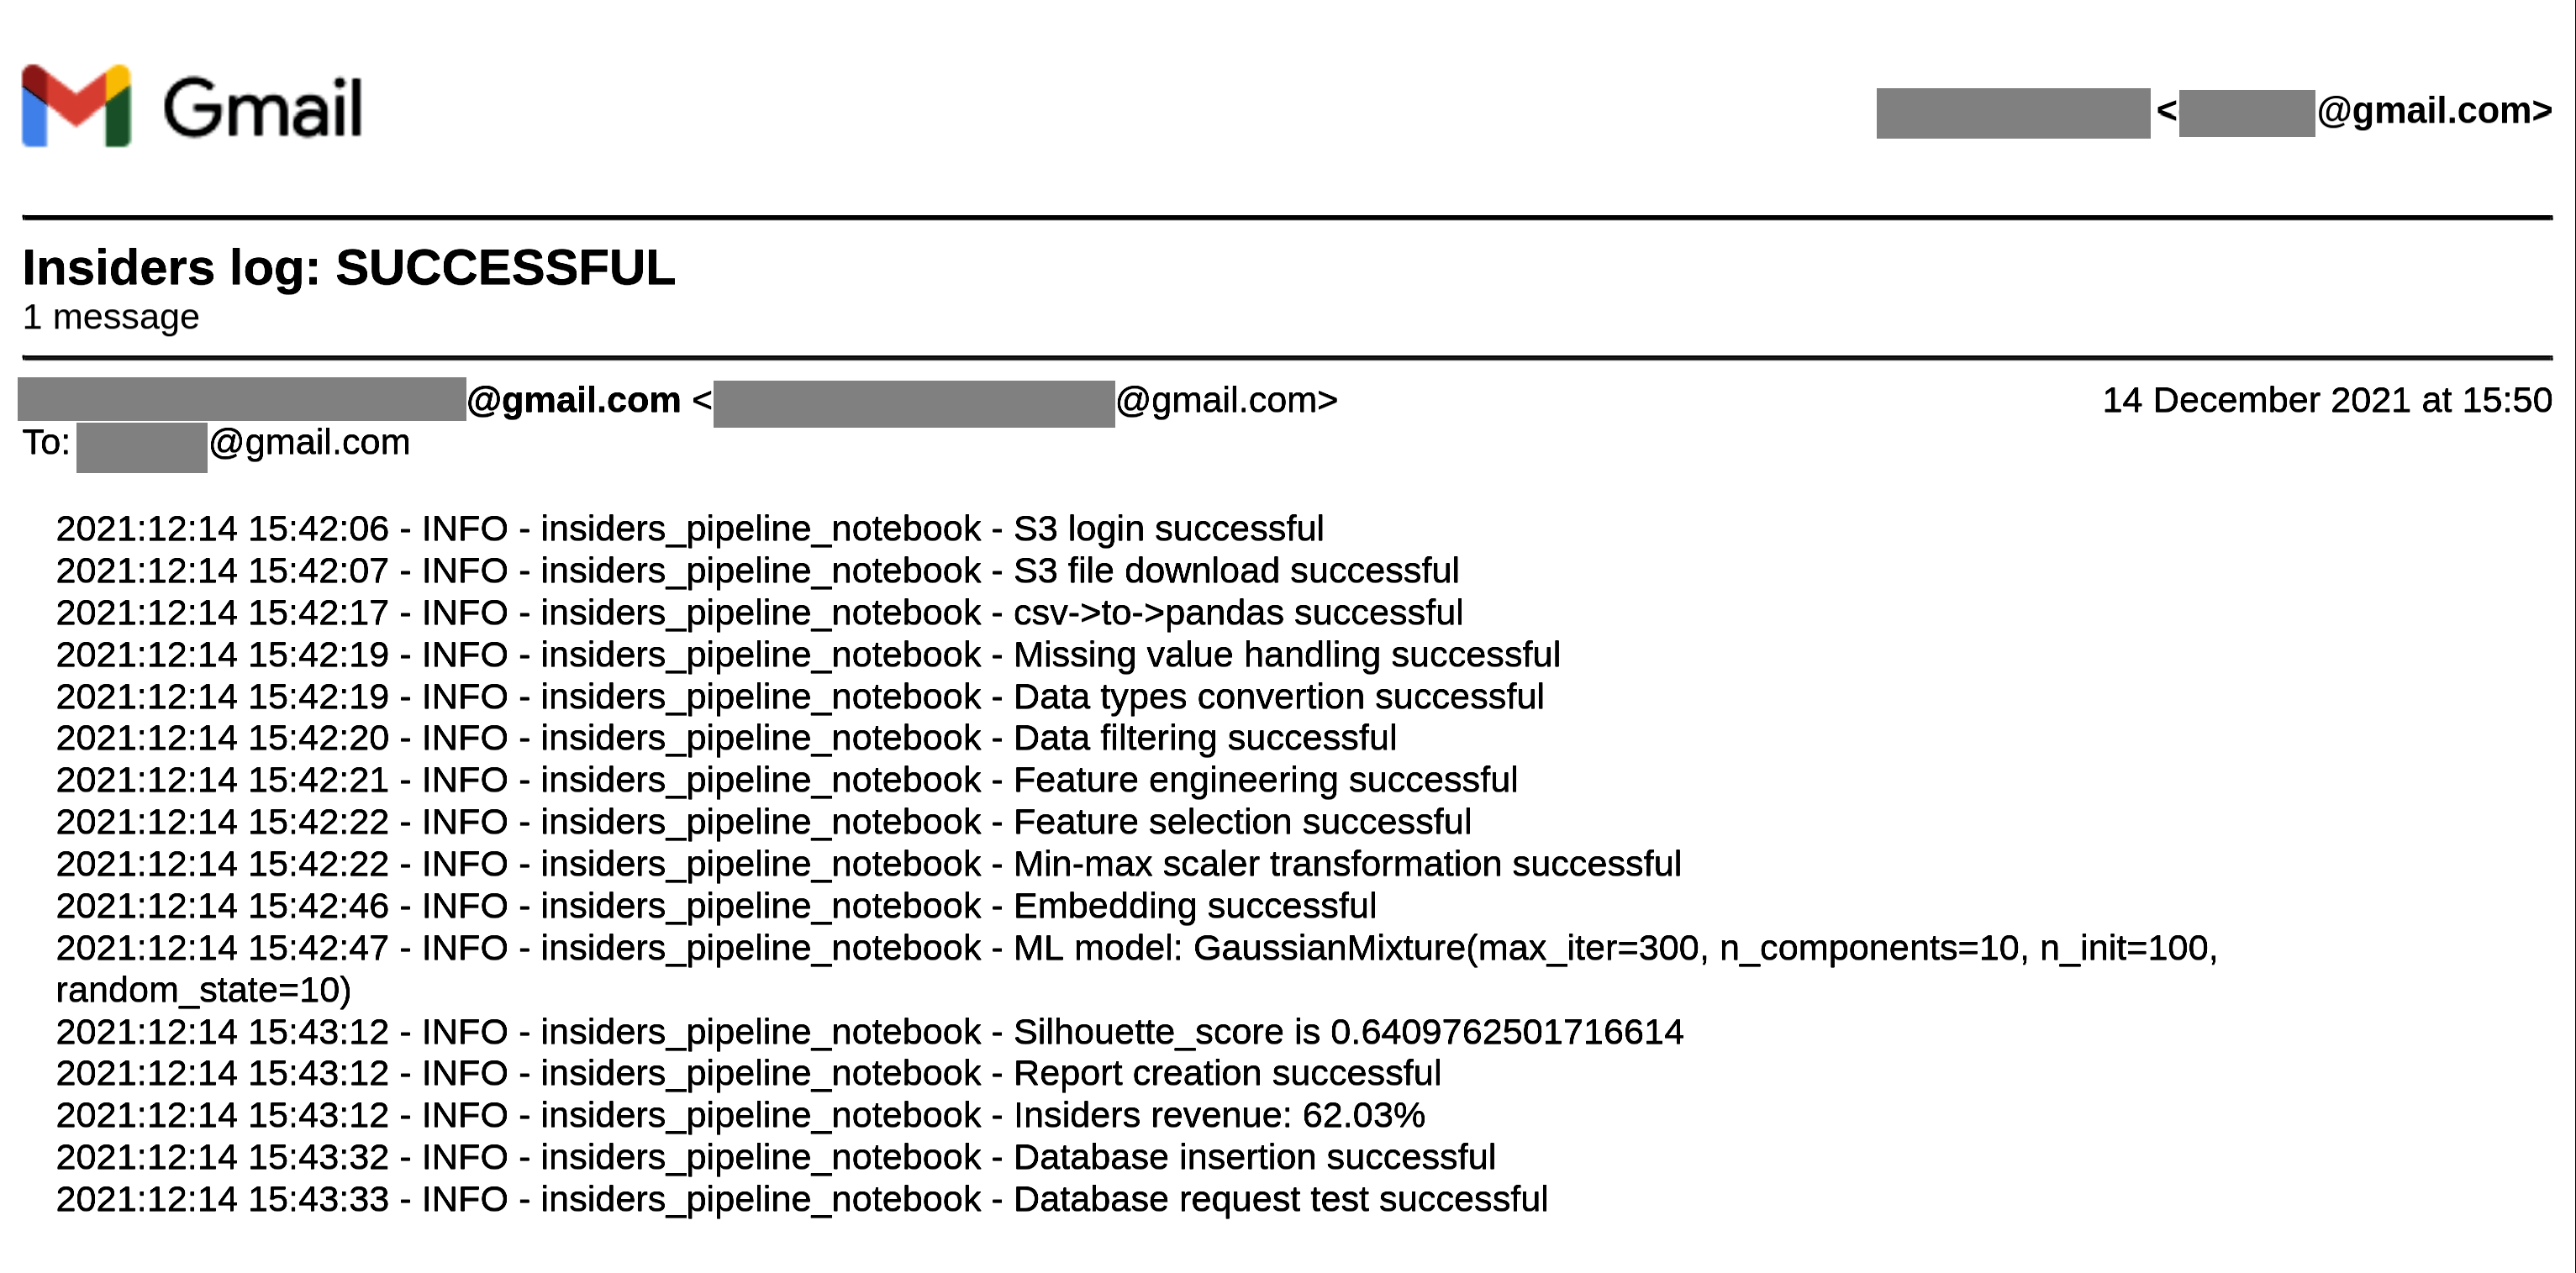 Gmail
<@gmail.com>
Insiders log: SUCCESSFUL
1 message
@gmail.com <@gmail.com>
14 December 2021 at 15:50
To: @gmail.com
2021:12:14 15:42:06 - INFO - insiders_pipeline_notebook - S3 login successful
2021:12:14 15:42:07 - INFO - insiders_pipeline_notebook - S3 file download successful
2021:12:14 15:42:17 - INFO - insiders_pipeline_notebook - csv->to->pandas successful
2021:12:14 15:42:19 - INFO - insiders_pipeline_notebook - Missing value handling successful
2021:12:14 15:42:19 - INFO - insiders_pipeline_notebook - Data types convertion successful
2021:12:14 15:42:20 - INFO - insiders_pipeline_notebook - Data filtering successful
2021:12:14 15:42:21 - INFO - insiders_pipeline_notebook - Feature engineering successful
2021:12:14 15:42:22 - INFO - insiders_pipeline_notebook - Feature selection successful
2021:12:14 15:42:22 - INFO - insiders_pipeline_notebook - Min-max scaler transformation successful
2021:12:14 15:42:46 - INFO - insiders_pipeline_notebook - Embedding successful
2021:12:14 15:42:47 - INFO - insiders_pipeline_notebook - ML model: GaussianMixture(max_iter=300, n_components=10, n_init=100,
random_state=10)
2021:12:14 15:43:12 - INFO - insiders_pipeline_notebook - Silhouette_score is 0.6409762501716614
2021:12:14 15:43:12 - INFO - insiders_pipeline_notebook - Report creation successful
2021:12:14 15:43:12 - INFO - insiders_pipeline_notebook - Insiders revenue: 62.03%
2021:12:14 15:43:32 - INFO - insiders_pipeline_notebook - Database insertion successful
2021:12:14 15:43:33 - INFO - insiders_pipeline_notebook - Database request test successful